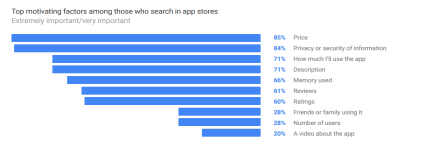 Top motivating factors among those who search in app stores
Extremely important/very important
85% Price
84% Privacy or security of information
71% How much I'll use the app
71% Description
66% Memory used
61% Reviews
60% Ratings
28% Friends or family using it
28% Number of users
20% A video about the app